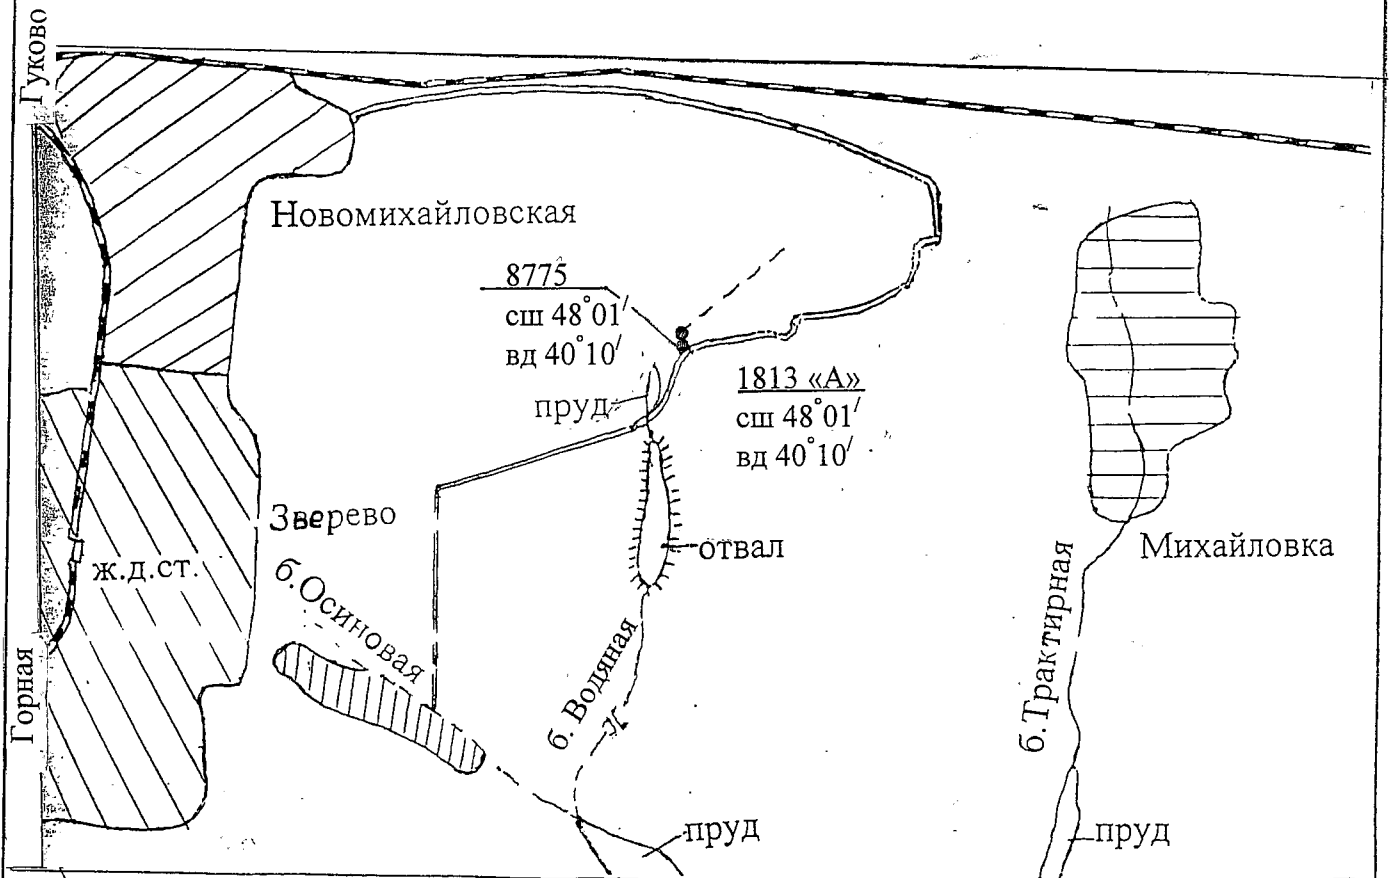 Гуково
Новомихайловская
8775
сш 48°01′
вд 40°10′
1813 «А»
сш 48°01′
вд 40°10′
пруд
Зверево
ж.д.ст.
отвал
Михайловка
б.Осиновая
б. Водяная
б.Трактирная
Горная
пруд
пруд